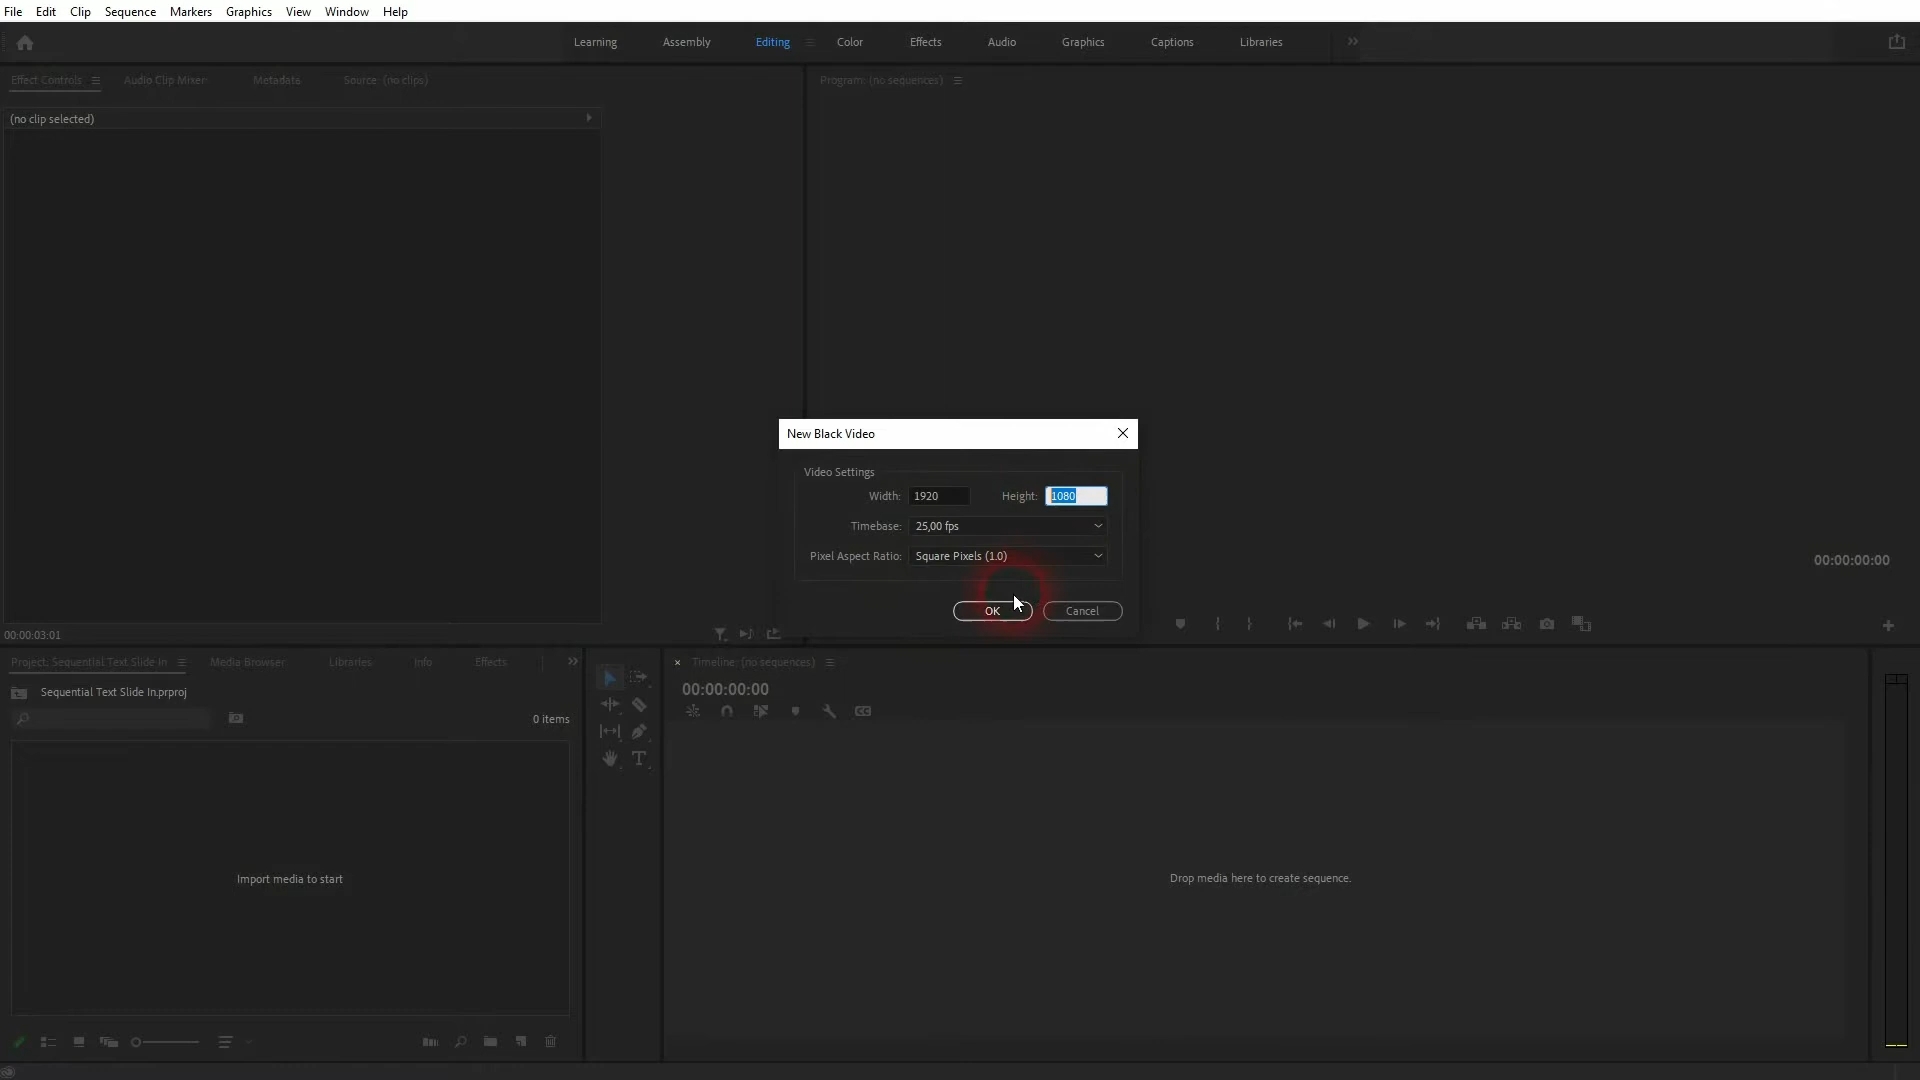 File Edit Clip Sequence Markers Graphics View Window Help
Learning Assembly Editing Color Effects Audio Graphics Captions Libraries
Effect Controls Audio Clip Mixer Metadata Source: (no clips) Program: (no sequences)
(no clip selected)
New Black Video
Video Settings
Width: 1920 Height: 1080
Timebase: 25,00 fps
Pixel Aspect Ratio: Square Pixels (1.0)
OK Cancel
00:00:00:00
00:00:03:01
Project: Sequential Text Slide In Media Browser Libraries Info Effects
Sequential Text Slide In.prproj
0 items
Import media to start
Timeline: (no sequences)
00:00:00:00
CC
Drop media here to create sequence.